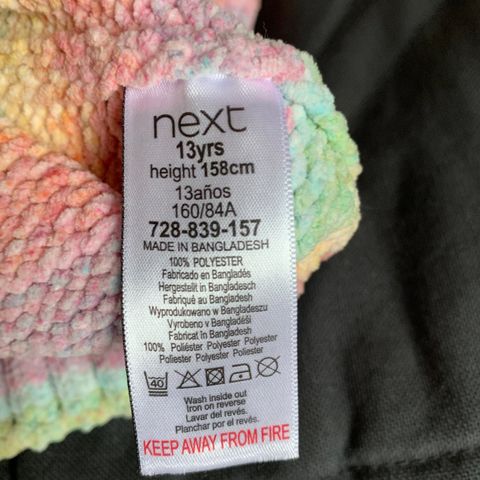 next
13yrs
height 158cm
13años
160/84A
728-839-157
MADE IN BANGLADESH
100% POLYESTER
Fabricado en Bangladés
Hergestellt in Bangladesch
Fabriqué au Bangladesh
Wyprodukowano w Bangladeszu
Vyrobeno v Bangladéši
Fabricat în Bangladesh
100% Poliéster Polyester Polyester
Poliester Polyester Poliester
40
Wash inside out
Iron on reverse
Lavar del revés.
Planchar por el revés.
KEEP AWAY FROM FIRE